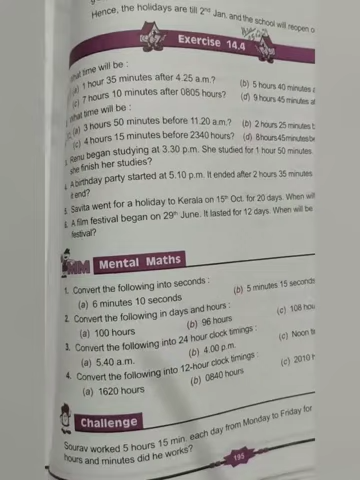 Hence, the holidays are till 2nd Jan. and the school will reopen o
Exercise 14.4
What time will be :
(a) 1 hour 35 minutes after 4.25 a.m.? (b) 5 hours 40 minutes a
(c) 7 hours 10 minutes after 0805 hours? (d) 9 hours 45 minutes af
What time will be :
(a) 3 hours 50 minutes before 11.20 a.m.? (b) 2 hours 25 minutes b
(c) 4 hours 15 minutes before 2340 hours? (d) 8 hours 45 minutes be
3. Renu began studying at 3.30 p.m. She studied for 1 hour 50 minutes.
she finish her studies?
4. A birthday party started at 5.10 p.m. It ended after 2 hours 35 minutes
it end?
5. Savita went for a holiday to Kerala on 15th Oct. for 20 days. When will
6. A film festival began on 29th June. It lasted for 12 days. When will be
festival?
MM Mental Maths
1. Convert the following into seconds :
(a) 6 minutes 10 seconds (b) 5 minutes 15 seconds
2. Convert the following in days and hours :
(a) 100 hours (b) 96 hours (c) 108 hou
3. Convert the following into 24 hour clock timings :
(a) 5.40 a.m. (b) 4.00 p.m. (c) Noon
4. Convert the following into 12-hour clock timings :
(a) 1620 hours (b) 0840 hours (c) 2010 h
Challenge
Sourav worked 5 hours 15 min. each day from Monday to Friday for
hours and minutes did he works?
195